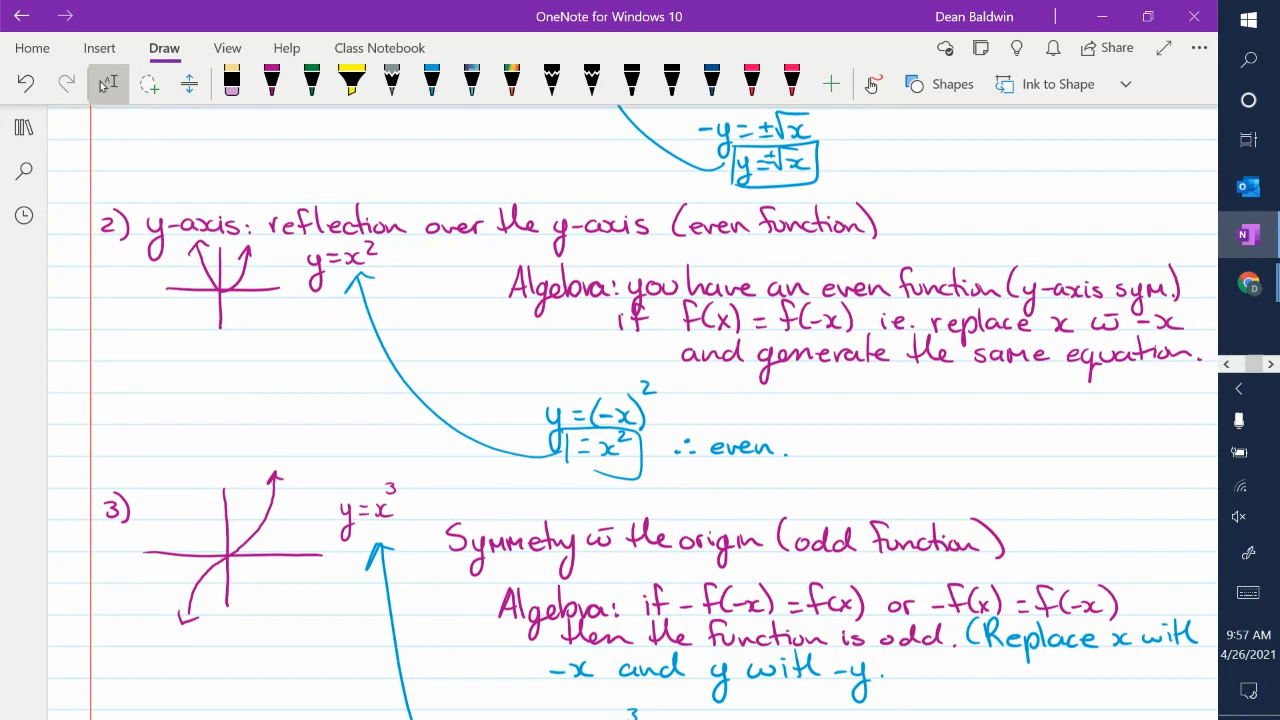 OneNote for Windows 10
Dean Baldwin
Home Insert Draw View Help Class Notebook
Share
Shapes
Ink to Shape
-y = ±√x
y = ±√x
2) y-axis: reflection over the y-axis (even function)
y = x²
Algebra: you have an even function (y-axis sym.)
if f(x) = f(-x) i.e. replace x w̄ -x
and generate the same equation.
y = (-x)²
= x² ∴ even.
3)
y = x³
Symmetry w̄ the origin (odd function)
Algebra: if -f(-x) = f(x) or -f(x) = f(-x)
then the function is odd. (Replace x with
-x and y with -y.
3
9:57 AM
4/26/2021